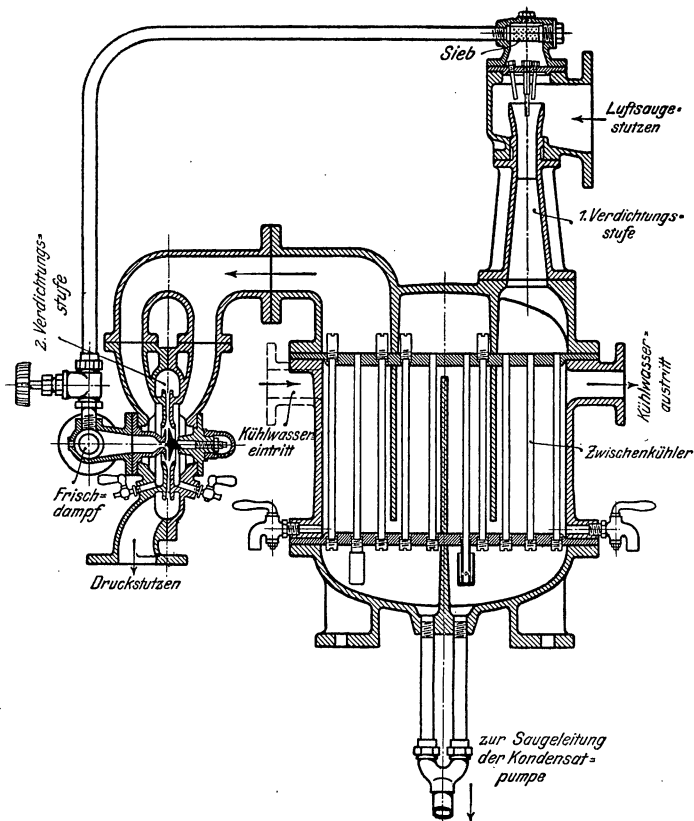 Sieb
Luftsauge=
stutzen
1. Verdichtungs=
stufe
2. Verdichtungs=
stufe
Kühlwasser=
austritt
Kühlwasser
eintritt
Zwischenkühler
Frisch=
dampf
Druckstutzen
zur Saugeleitung
der Kondensat=
pumpe